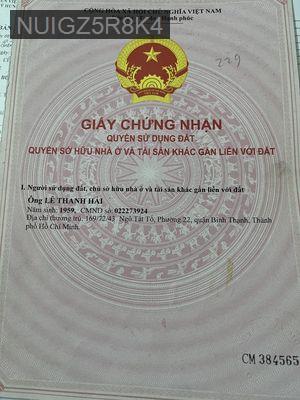 NUIGZ5R8K4
CỘNG HÒA XÃ HỘI CHỦ NGHĨA VIỆT NAM
Hạnh phúc
229
GIẤY CHỨNG NHẬN
QUYỀN SỬ DỤNG ĐẤT
QUYỀN SỞ HỮU NHÀ Ở VÀ TÀI SẢN KHÁC GẮN LIỀN VỚI ĐẤT
I. Người sử dụng đất, chủ sở hữu nhà ở và tài sản khác gắn liền với đất
Ông LÊ THANH HẢI
Năm sinh: 1959, CMND số: 022273924
Địa chỉ thường trú: 169/72/43 Ngô Tất Tố, Phường 22, quận Bình Thạnh, Thành
phố Hồ Chí Minh.
CM 384565